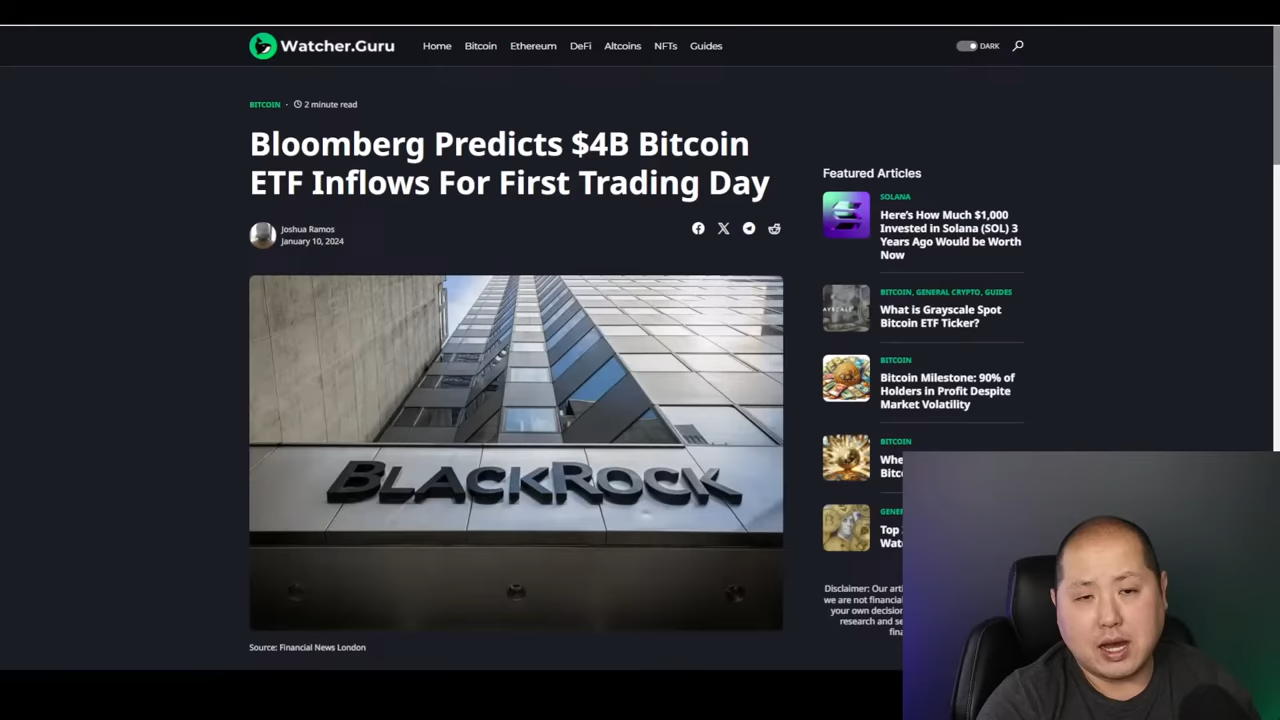 Watcher.Guru
Home Bitcoin Ethereum DeFi Altcoins NFTs Guides
DARK
BITCOIN · 2 minute read
Bloomberg Predicts $4B Bitcoin
ETF Inflows For First Trading Day
Joshua Ramos
January 10, 2024
BLACKROCK
Source: Financial News London
Featured Articles
SOLANA
Here's How Much $1,000
Invested in Solana (SOL) 3
Years Ago Would be Worth
Now
BITCOIN, GENERAL CRYPTO, GUIDES
What is Grayscale Spot
Bitcoin ETF Ticker?
BITCOIN
Bitcoin Milestone: 90% of
Holders in Profit Despite
Market Volatility
BITCOIN
Top
Disclaimer: Our
we are not
your own
research and